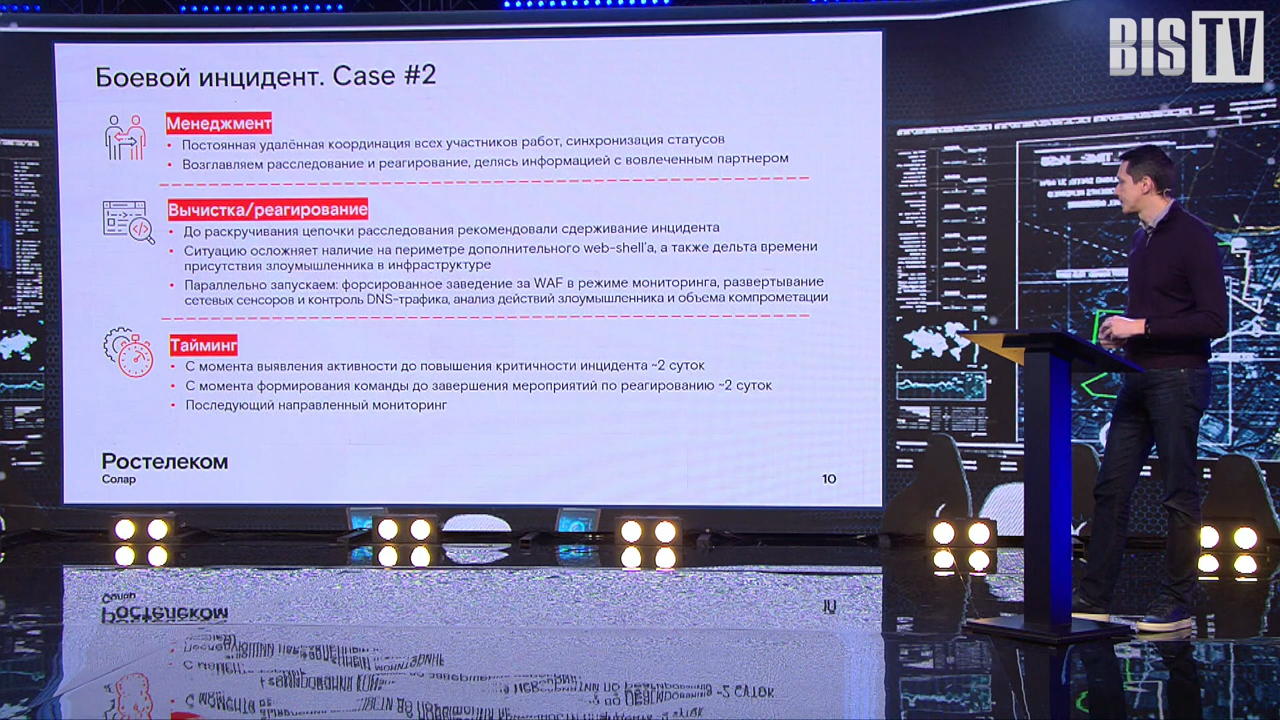 BIS TV
Боевой инцидент. Case #2
Менеджмент
• Постоянная удалённая координация всех участников работ, синхронизация статусов
• Возглавляем расследование и реагирование, делясь информацией с вовлеченным партнером
Вычистка/реагирование
• До раскручивания цепочки расследования рекомендовали сдерживание инцидента
• Ситуацию осложняет наличие на периметре дополнительного web-shell'а, а также дельта времени
присутствия злоумышленника в инфраструктуре
• Параллельно запускаем: форсированное заведение за WAF в режиме мониторинга, развертывание
сетевых сенсоров и контроль DNS-трафика, анализ действий злоумышленника и объема компрометации
Тайминг
• С момента выявления активности до повышения критичности инцидента ~2 суток
• С момента формирования команды до завершения мероприятий по реагированию ~2 суток
• Последующий направленный мониторинг
Ростелеком
Солар
10